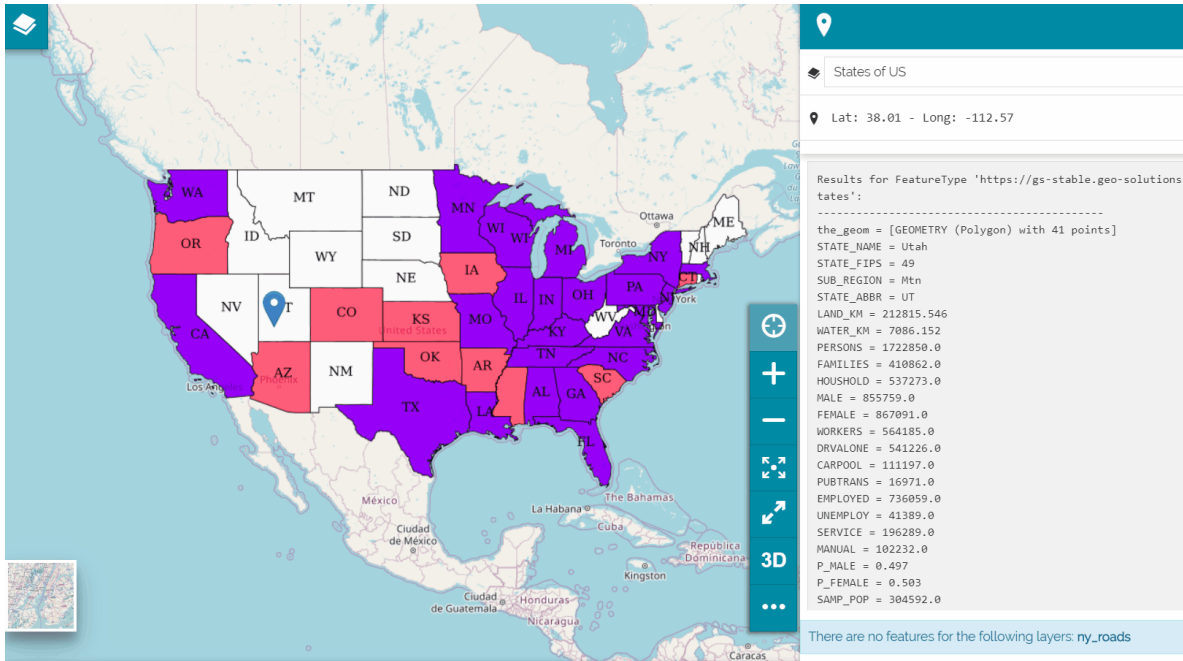 Ottawa
Toronto
York
WA
MT
ND
MN
ME
OR
ID
SD
WI
MI
NH
WY
NY
NE
IA
CT
NV
IL
IN
OH
PA
CO
KS
MO
WV
MD
United States
CA
KY
VA
OK
TN
NC
AZ
NM
AR
SC
Los Angeles
Phoenix
TX
LA
AL
GA
FL
México
Ciudad
de México
La Habana
The Bahamas
Cuba
República
Dominicana
Kingston
Ciudad
de Guatemala
Honduras
Nicaragua
Caracas
3D
States of US
Lat: 38.01 - Long: -112.57
Results for FeatureType 'https://gs-stable.geo-solutions
tates':
--------------------------------------------
the_geom = [GEOMETRY (Polygon) with 41 points]
STATE_NAME = Utah
STATE_FIPS = 49
SUB_REGION = Mtn
STATE_ABBR = UT
LAND_KM = 212815.546
WATER_KM = 7086.152
PERSONS = 1722850.0
FAMILIES = 410862.0
HOUSHOLD = 537273.0
MALE = 855759.0
FEMALE = 867091.0
WORKERS = 564185.0
DRVALONE = 541226.0
CARPOOL = 111197.0
PUBTRANS = 16971.0
EMPLOYED = 736059.0
UNEMPLOY = 41389.0
SERVICE = 196289.0
MANUAL = 102232.0
P_MALE = 0.497
P_FEMALE = 0.503
SAMP_POP = 304592.0
There are no features for the following layers: ny_roads